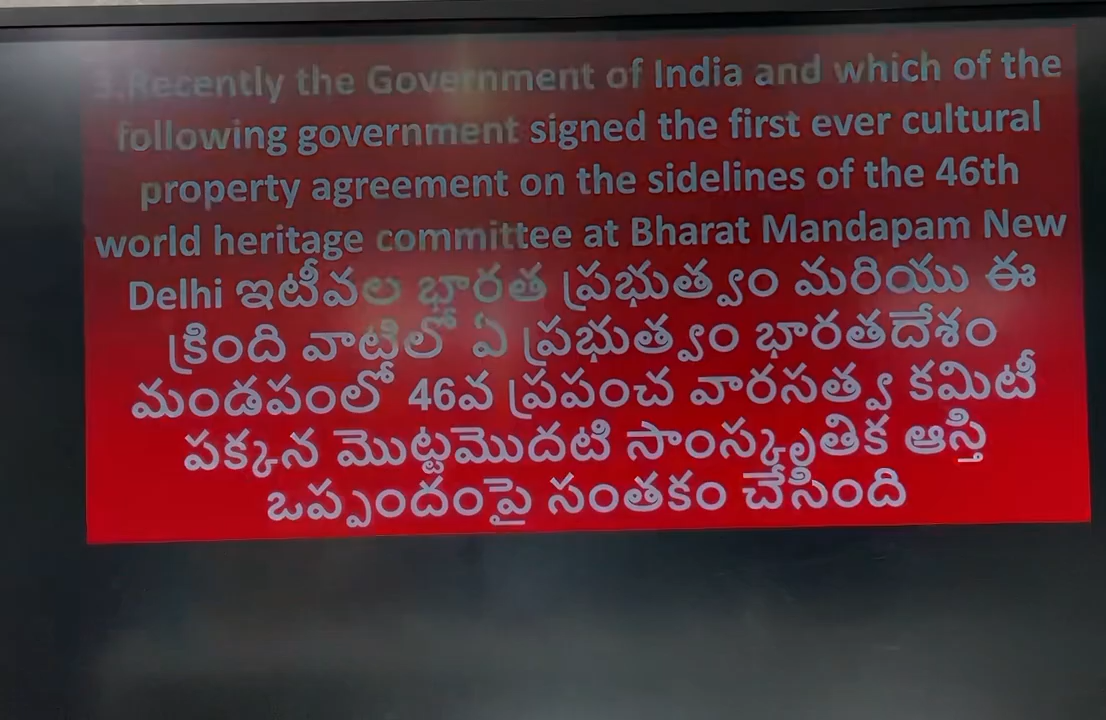 3.Recently the Government of India and which of the
following government signed the first ever cultural
property agreement on the sidelines of the 46th
world heritage committee at Bharat Mandapam New
Delhi ఇటీవల భారత ప్రభుత్వం మరియు ఈ
క్రింది వాటిలో ఏ ప్రభుత్వం భారతదేశం
మండపంలో 46వ ప్రపంచ వారసత్వ కమిటీ
పక్కన మొట్టమొదటి సాంస్కృతిక ఆస్తి
ఒప్పందంపై సంతకం చేసింది